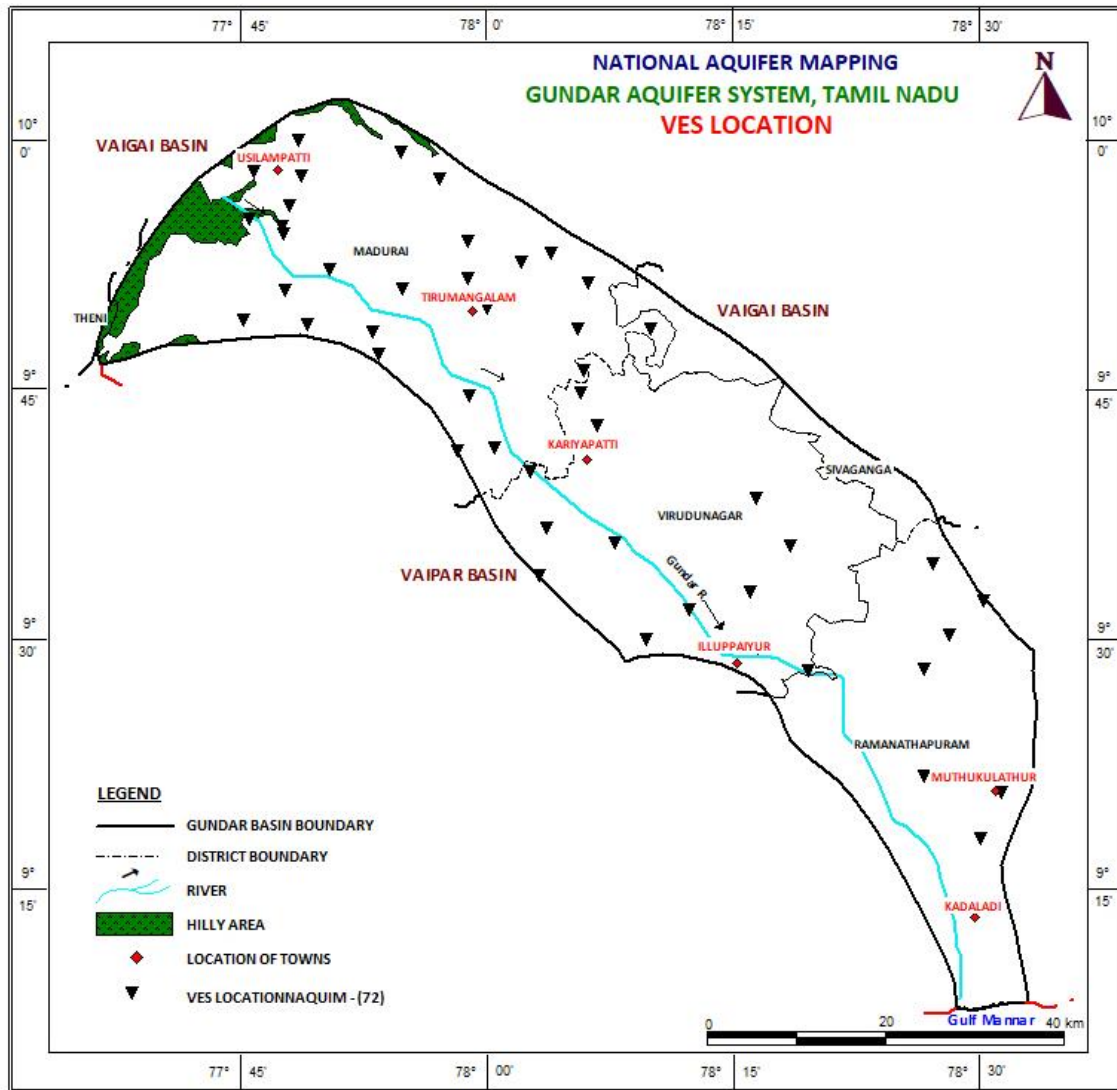 77° 45'
78° 0'
78° 15'
78° 30'
NATIONAL AQUIFER MAPPING
GUNDAR AQUIFER SYSTEM, TAMIL NADU
VES LOCATION
N
10° 0'
10° 0'
VAIGAI BASIN
USILAMPATTI
MADURAI
TIRUMANGALAM
THENI
VAIGAI BASIN
9° 45'
9° 45'
KARIYAPATTI
SIVAGANGA
VIRUDUNAGAR
VAIPAR BASIN
Gundar R.
9° 30'
9° 30'
ILLUPPAIYUR
RAMANATHAPURAM
MUTHUKULATHUR
LEGEND
GUNDAR BASIN BOUNDARY
DISTRICT BOUNDARY
RIVER
HILLY AREA
LOCATION OF TOWNS
VES LOCATIONNAQUIM - (72)
9° 15'
9° 15'
KADALADI
Gulf Mannar
0 20 40 km
77° 45'
78° 00'
78° 15'
78° 30'